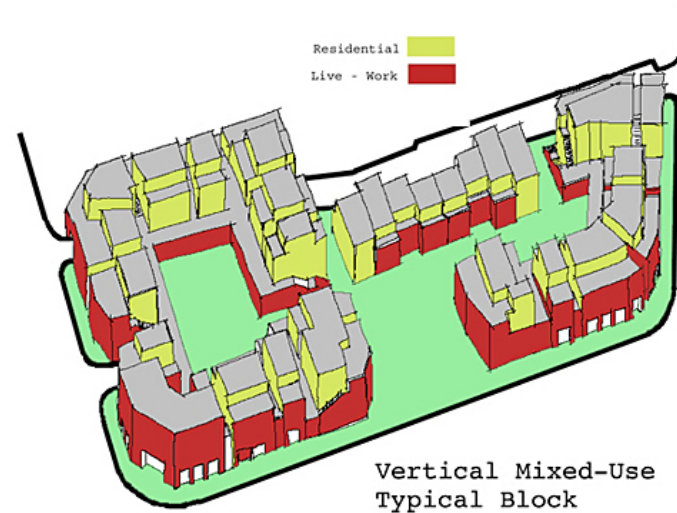 Residential
Live - Work
Vertical Mixed-Use
Typical Block